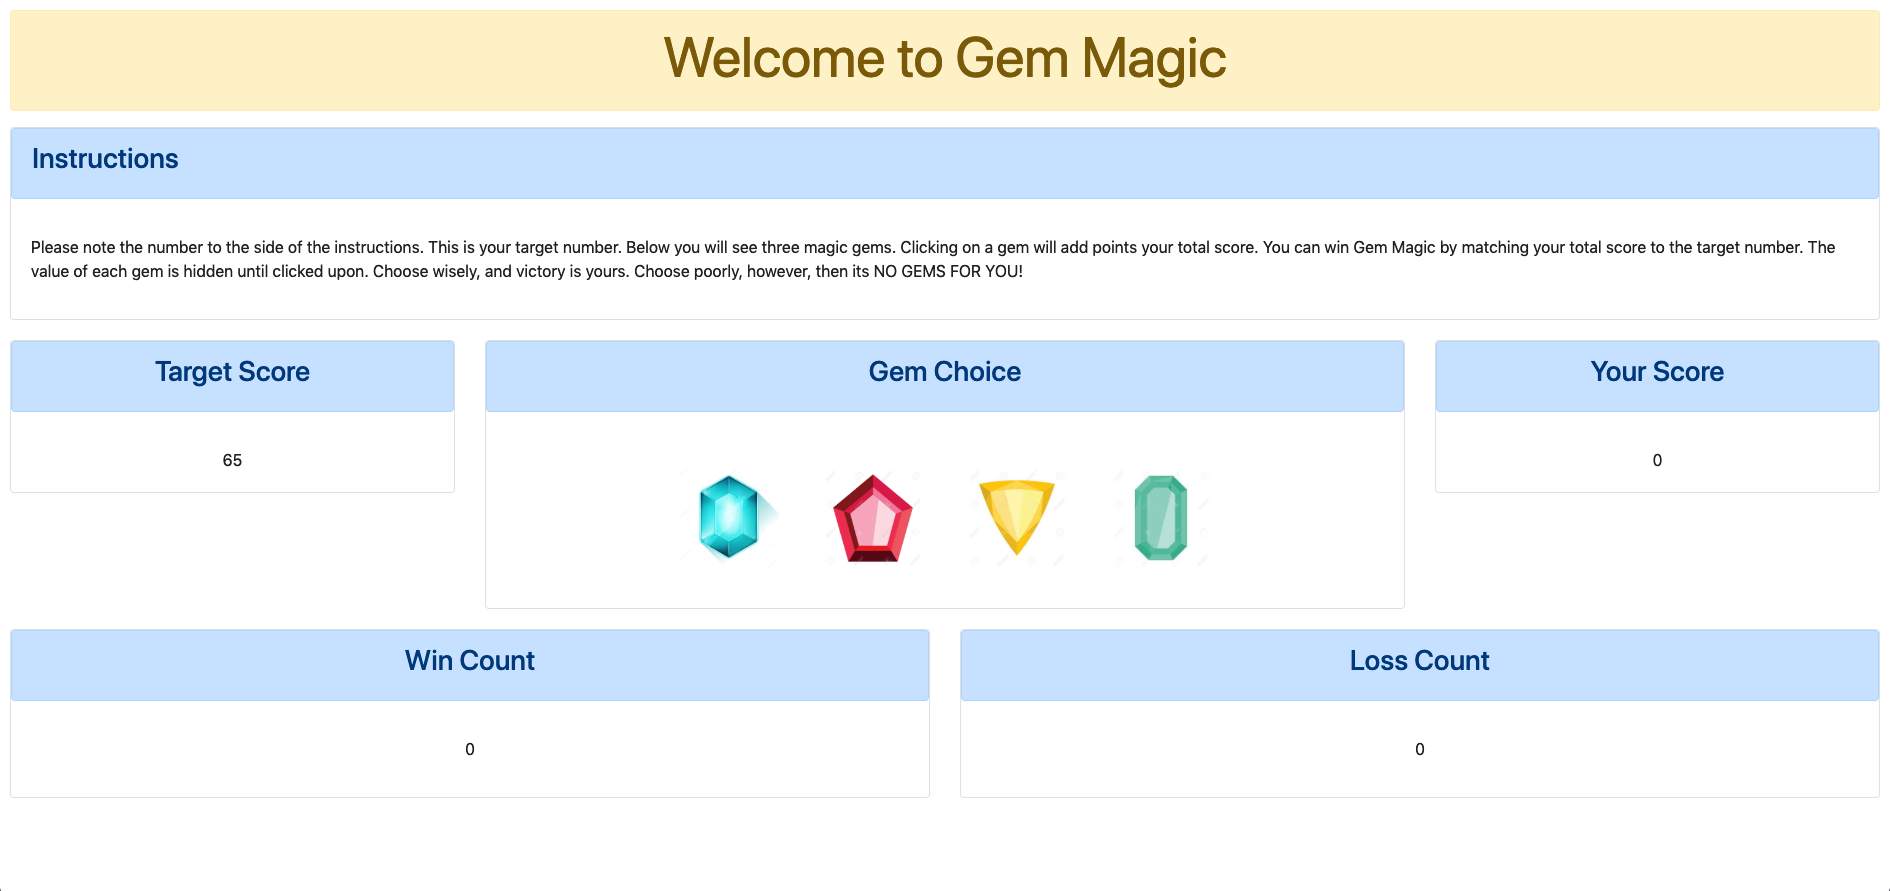 Welcome to Gem Magic
Instructions
Please note the number to the side of the instructions. This is your target number. Below you will see three magic gems. Clicking on a gem will add points your total score. You can win Gem Magic by matching your total score to the target number. The
value of each gem is hidden until clicked upon. Choose wisely, and victory is yours. Choose poorly, however, then its NO GEMS FOR YOU!
Target Score
65
Gem Choice
Your Score
0
Win Count
0
Loss Count
0